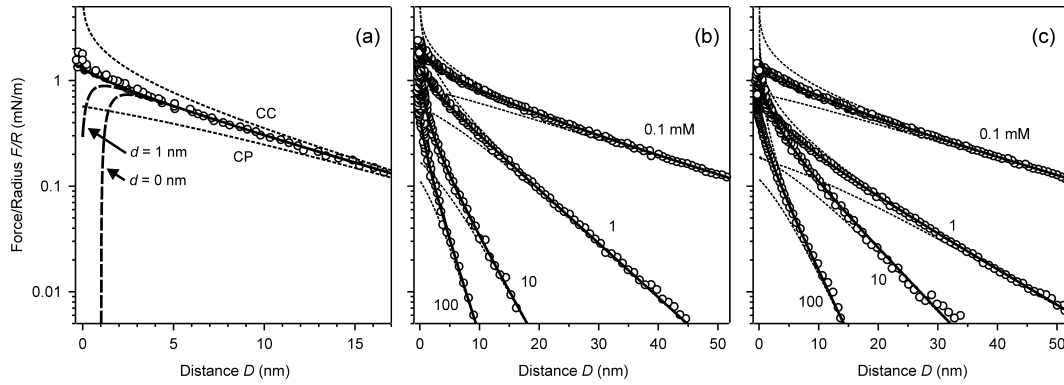 (a)
(b)
(c)
Force/Radius F/R (mN/m)
1
0.1
0.01
CC
CP
d = 1 nm
d = 0 nm
0.1 mM
1
10
100
0.1 mM
1
10
100
0 5 10 15
0 10 20 30 40 50
0 10 20 30 40 50
Distance D (nm)
Distance D (nm)
Distance D (nm)